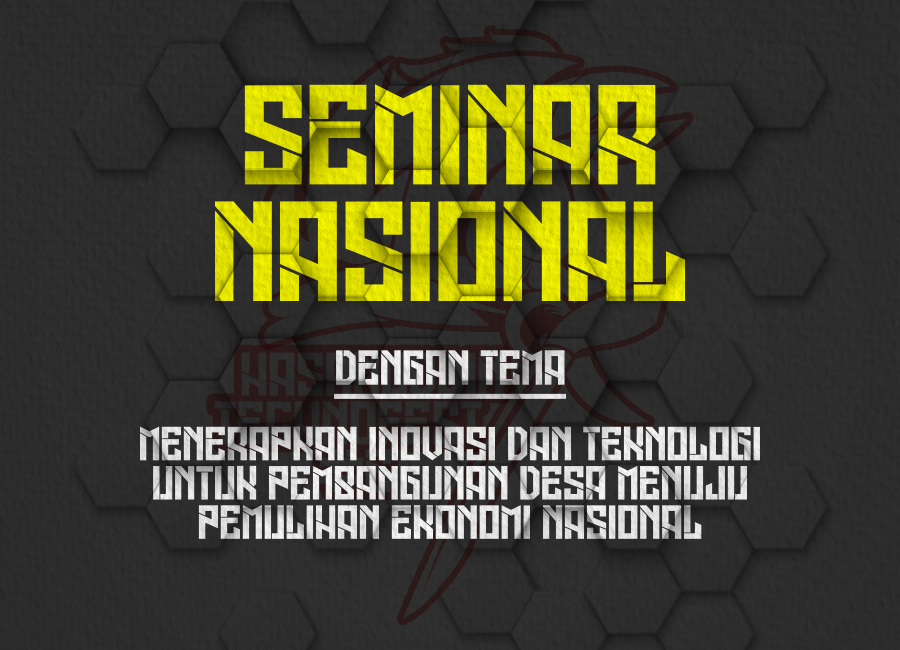 SEMINAR
NASIONAL
DENGAN TEMA
MENERAPKAN INOVASI DAN TEKNOLOGI
UNTUK PEMBANGUNAN DESA MENUJU
PEMULIHAN EKONOMI NASIONAL